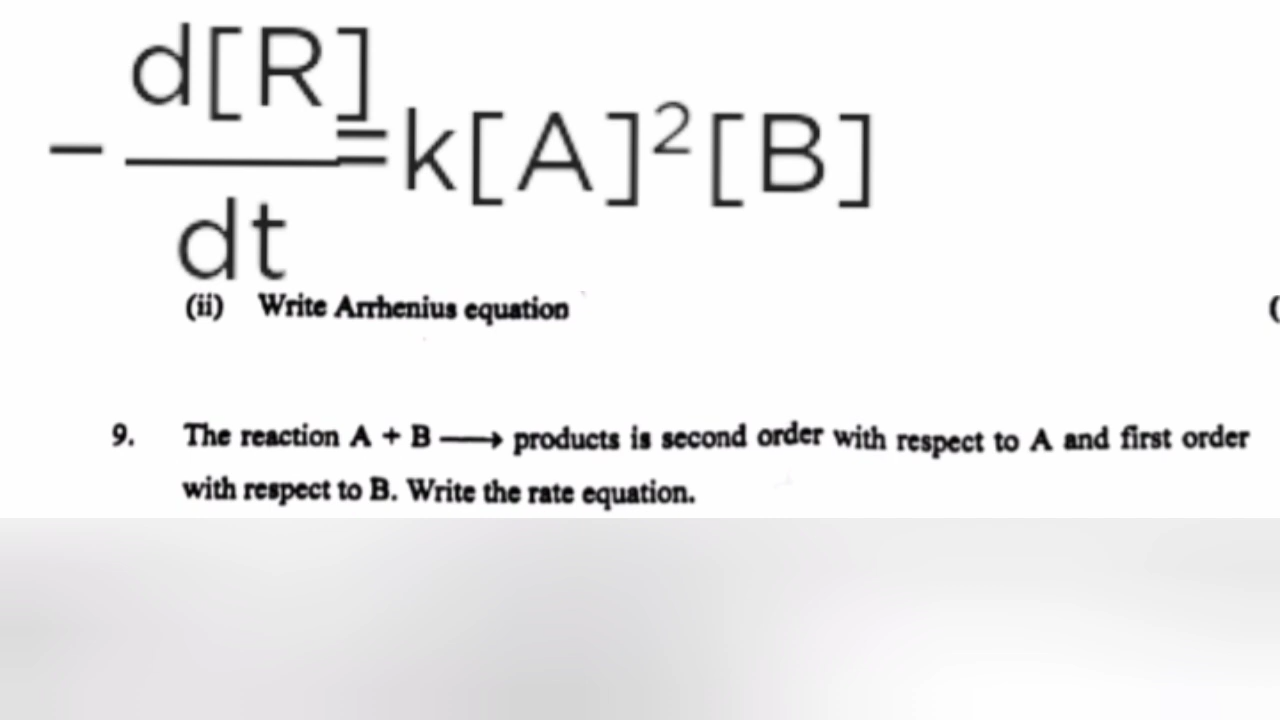 - d[R]/dt = k[A]²[B]
(ii) Write Arrhenius equation (
9. The reaction A + B ⟶ products is second order with respect to A and first order
with respect to B. Write the rate equation.